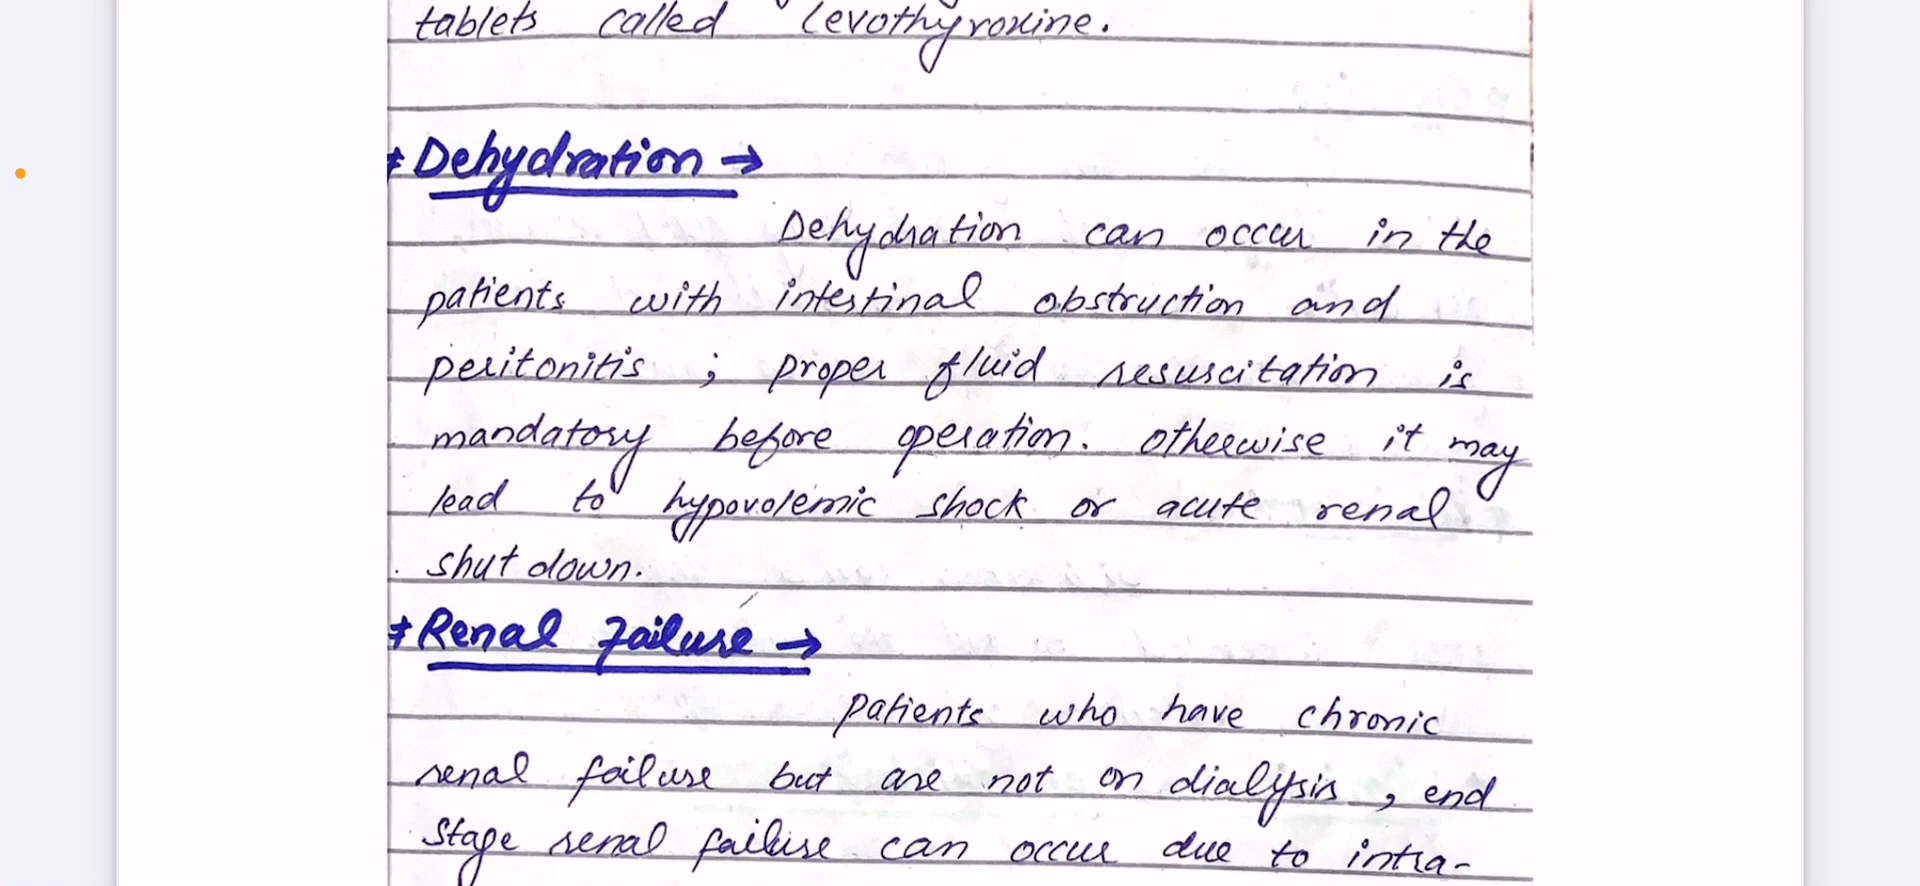 tablets called levothyroxine.
* Dehydration →
Dehydration can occur in the
patients with intestinal obstruction and
peritonitis ; proper fluid resuscitation is
mandatory before operation. otherwise it may
lead to hypovolemic shock or acute renal
shut down.
* Renal Failure →
patients who have chronic
renal failure but are not on dialysis , end
stage renal failure can occur due to intra-